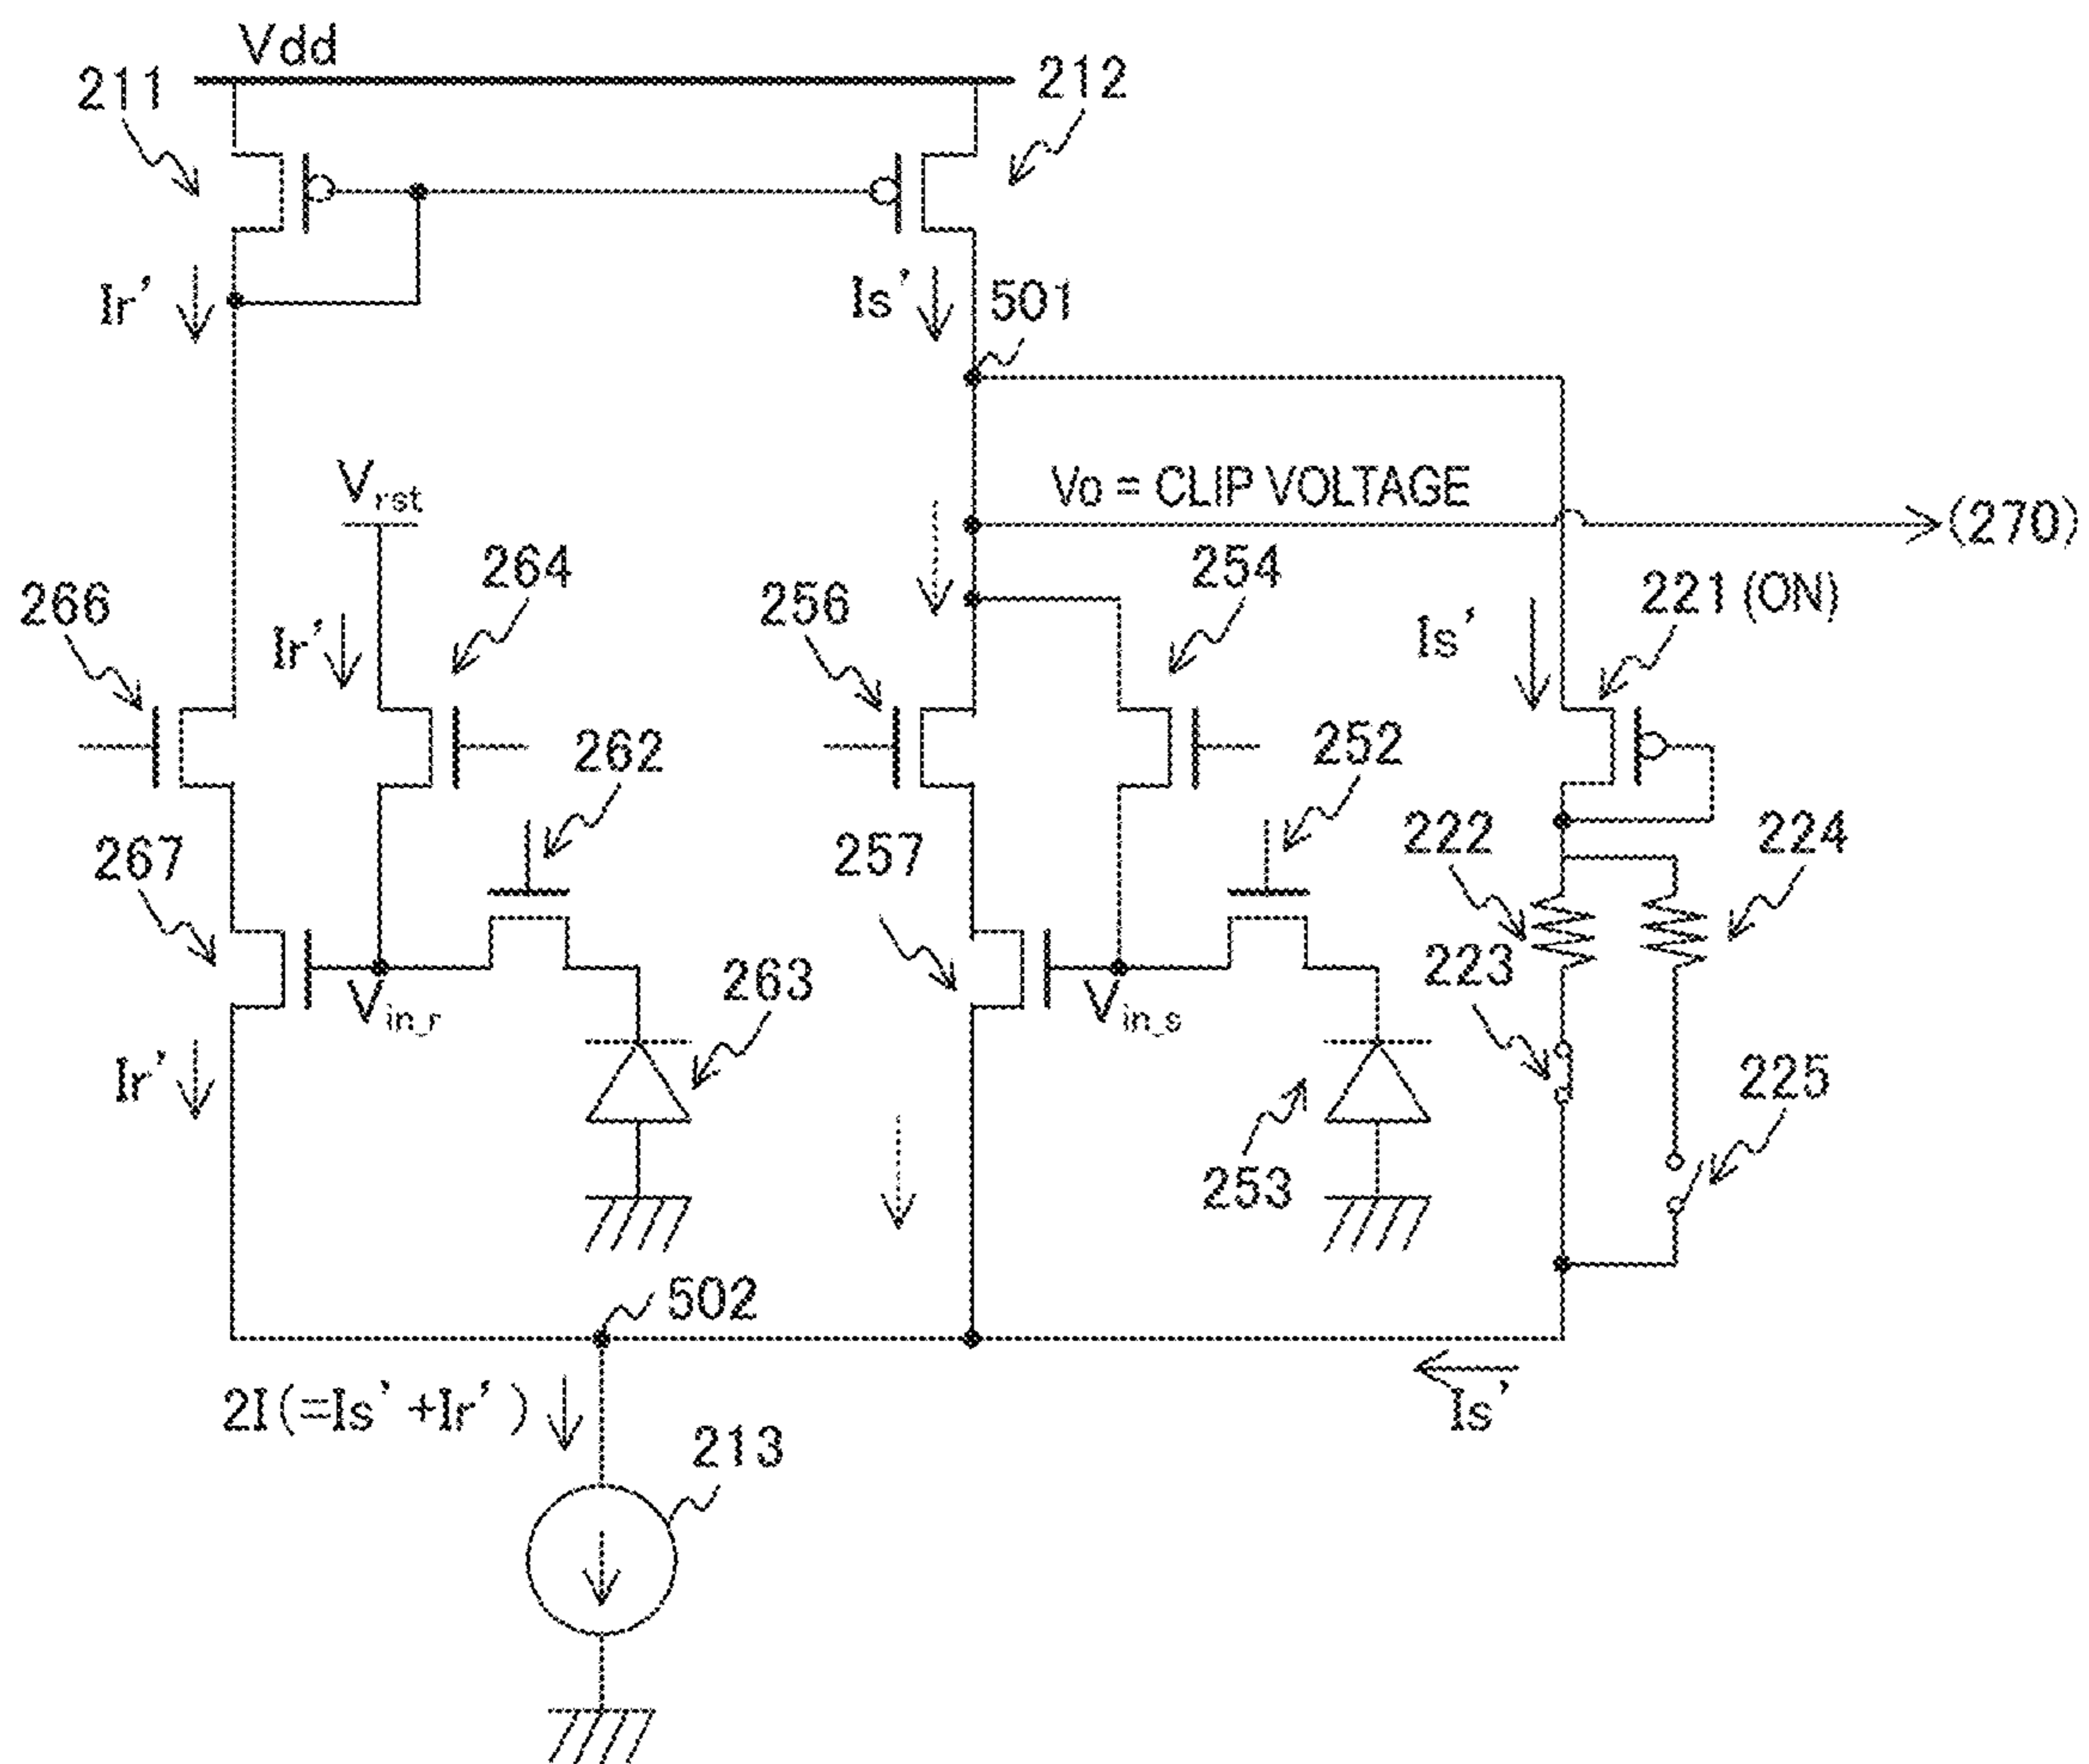 Vdd
211
212
Ir'
Is'
501
Vrst
Vo = CLIP VOLTAGE
(270)
266
264
256
254
221 (ON)
Ir'
Is'
262
252
267
257
222
224
Vin_r
263
Vin_s
223
Ir'
253
225
502
2I(=Is'+Ir')
Is'
213